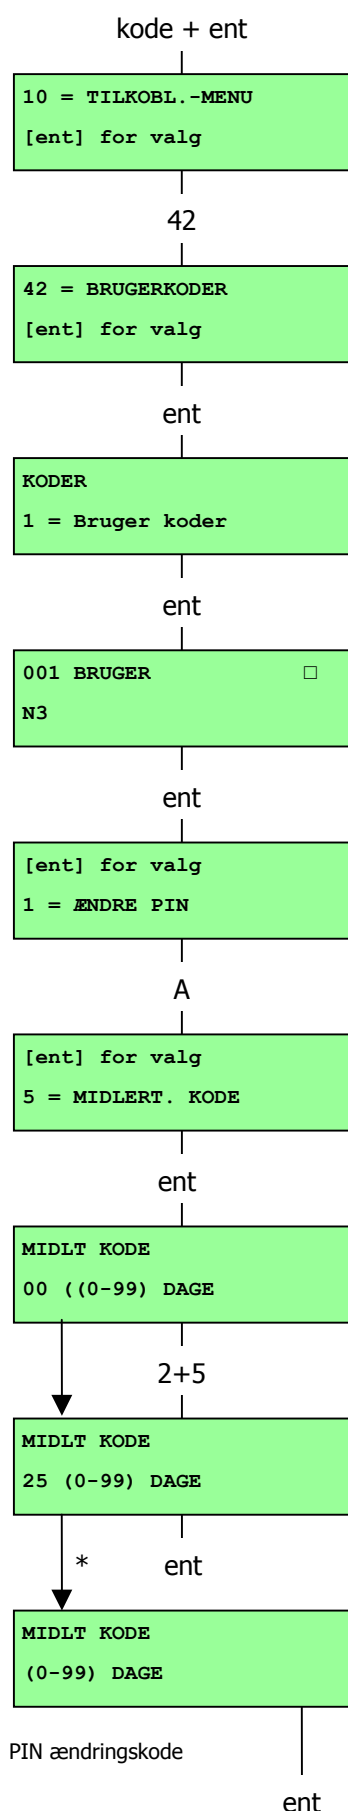 kode + ent
10 = TILKOBL.-MENU
[ent] for valg
42
42 = BRUGERKODER
[ent] for valg
ent
KODER
1 = Bruger koder
ent
001 BRUGER □
N3
ent
[ent] for valg
1 = ÆNDRE PIN
A
[ent] for valg
5 = MIDLERT. KODE
ent
MIDLT KODE
00 ((0-99) DAGE
2+5
MIDLT KODE
25 (0-99) DAGE
* ent
MIDLT KODE
(0-99) DAGE
PIN ændringskode
ent